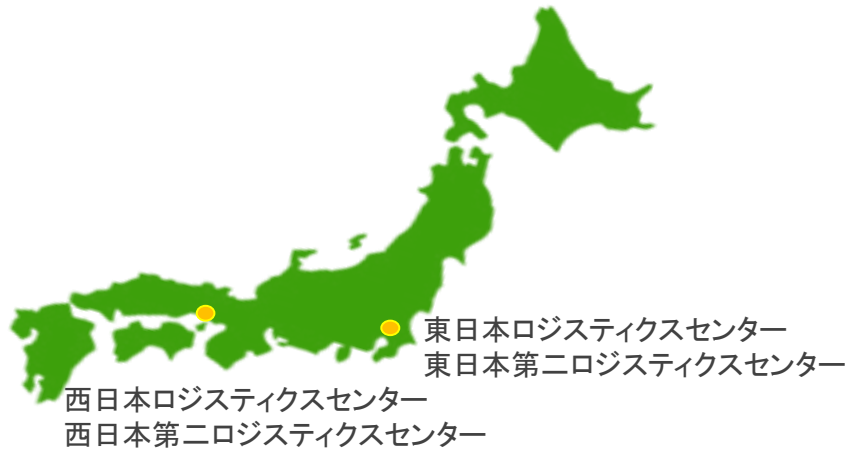 東日本ロジスティクスセンター
東日本第二ロジスティクスセンター
西日本ロジスティクスセンター
西日本第二ロジスティクスセンター